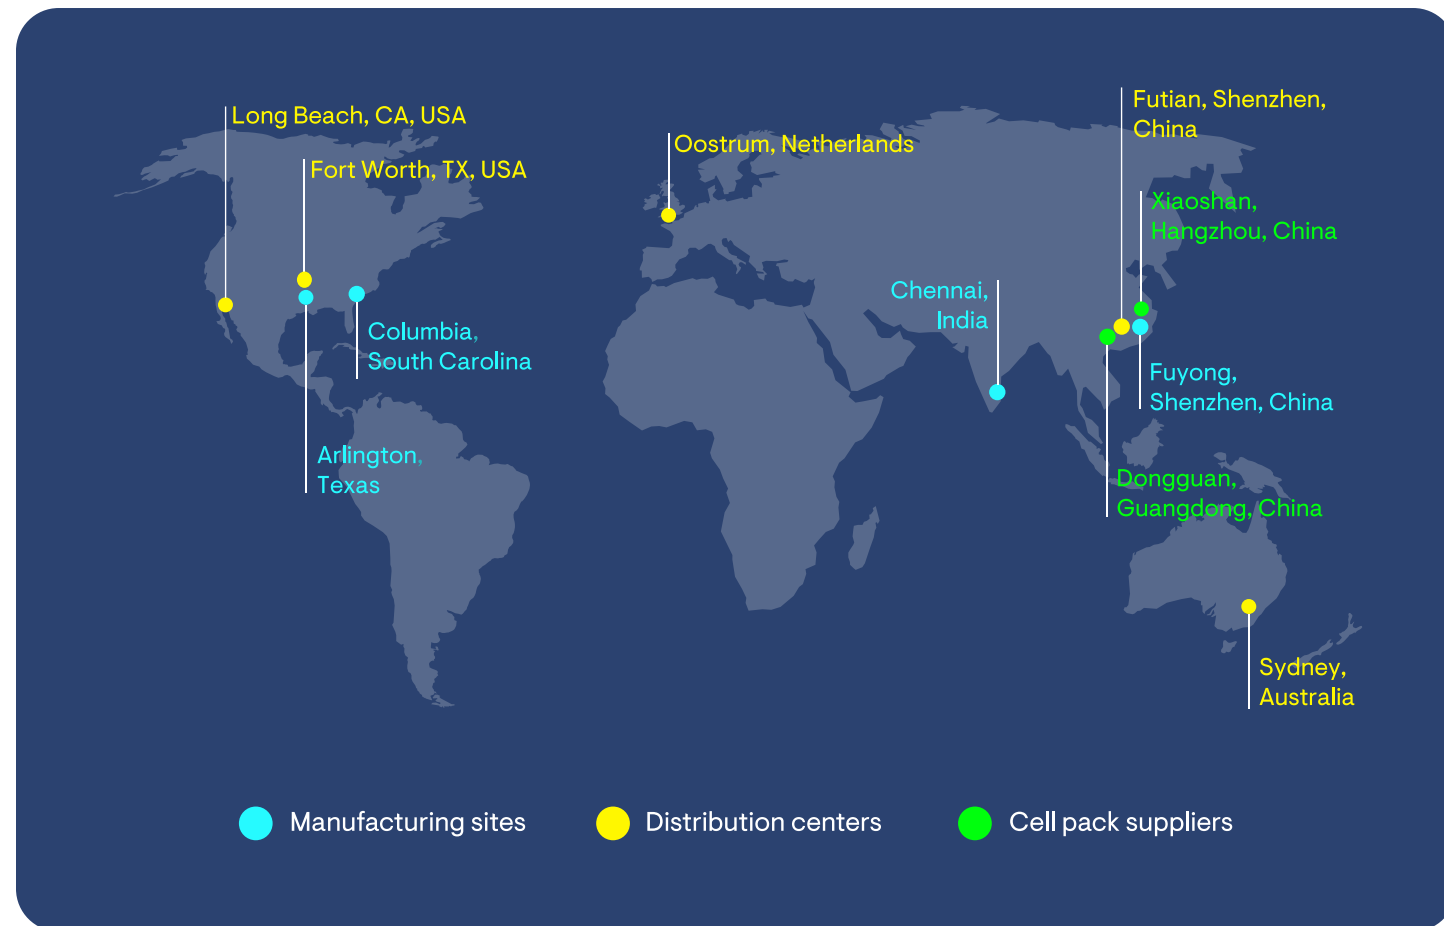 Long Beach, CA, USA
Fort Worth, TX, USA
Oostrum, Netherlands
Futian, Shenzhen,
China
Xiaoshan,
Hangzhou, China
Chennai,
India
Columbia,
South Carolina
Fuyong,
Shenzhen, China
Arlington,
Texas
Dongguan,
Guangdong, China
Sydney,
Australia
Manufacturing sites
Distribution centers
Cell pack suppliers